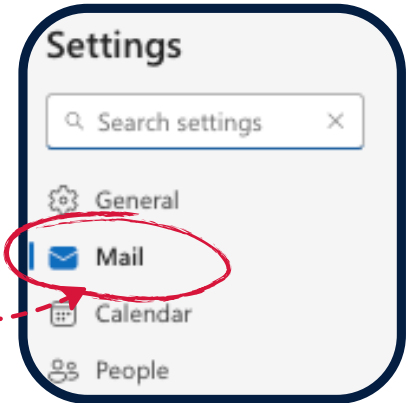 Settings
Search settings
General
Mail
Calendar
People